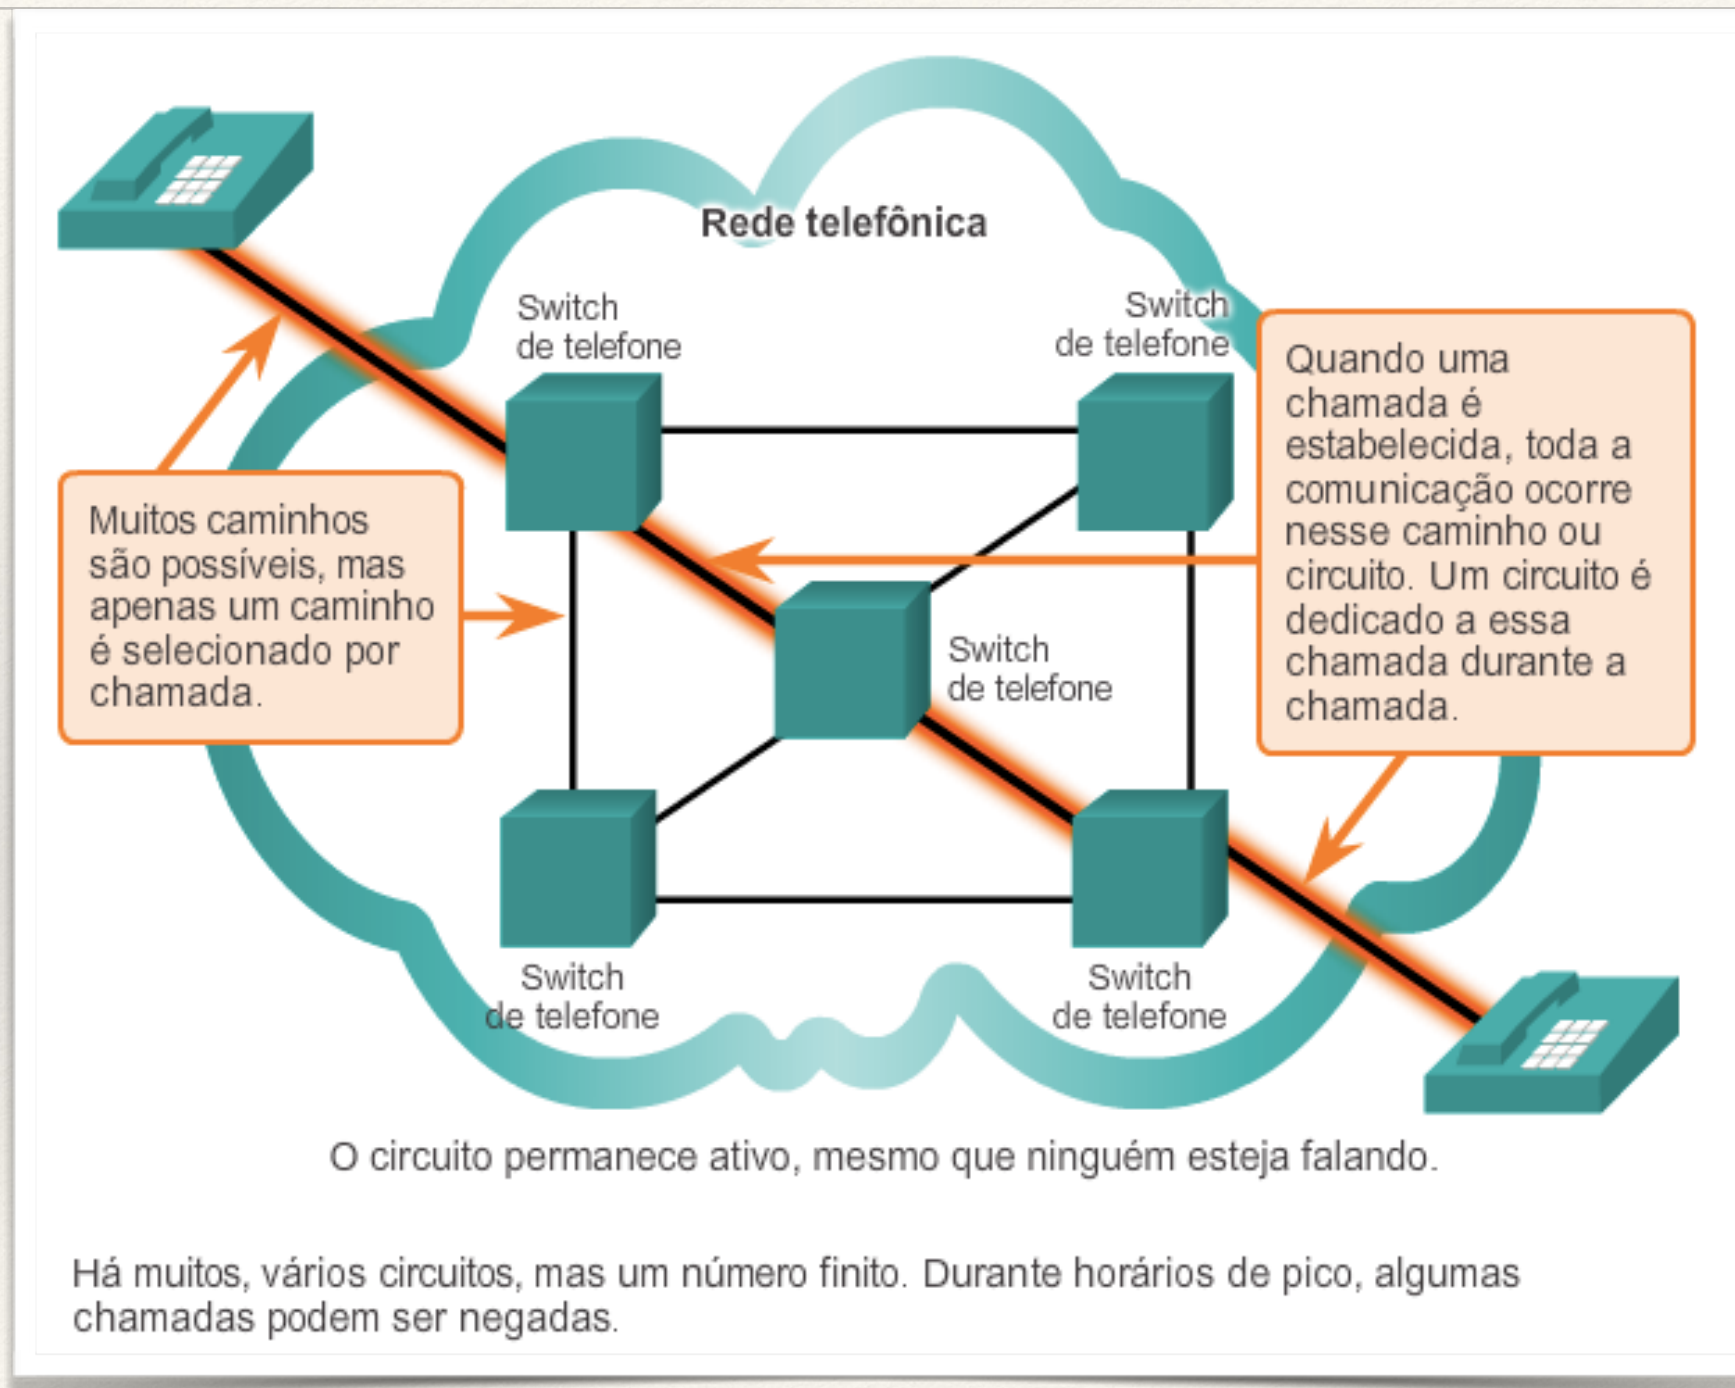 Rede telefônica
Switch
de telefone
Switch
de telefone
Quando uma
chamada é
estabelecida, toda a
comunicação ocorre
nesse caminho ou
circuito. Um circuito é
dedicado a essa
chamada durante a
chamada.
Muitos caminhos
são possíveis, mas
apenas um caminho
é selecionado por
chamada.
Switch
de telefone
Switch
de telefone
Switch
de telefone
O circuito permanece ativo, mesmo que ninguém esteja falando.
Há muitos, vários circuitos, mas um número finito. Durante horários de pico, algumas
chamadas podem ser negadas.